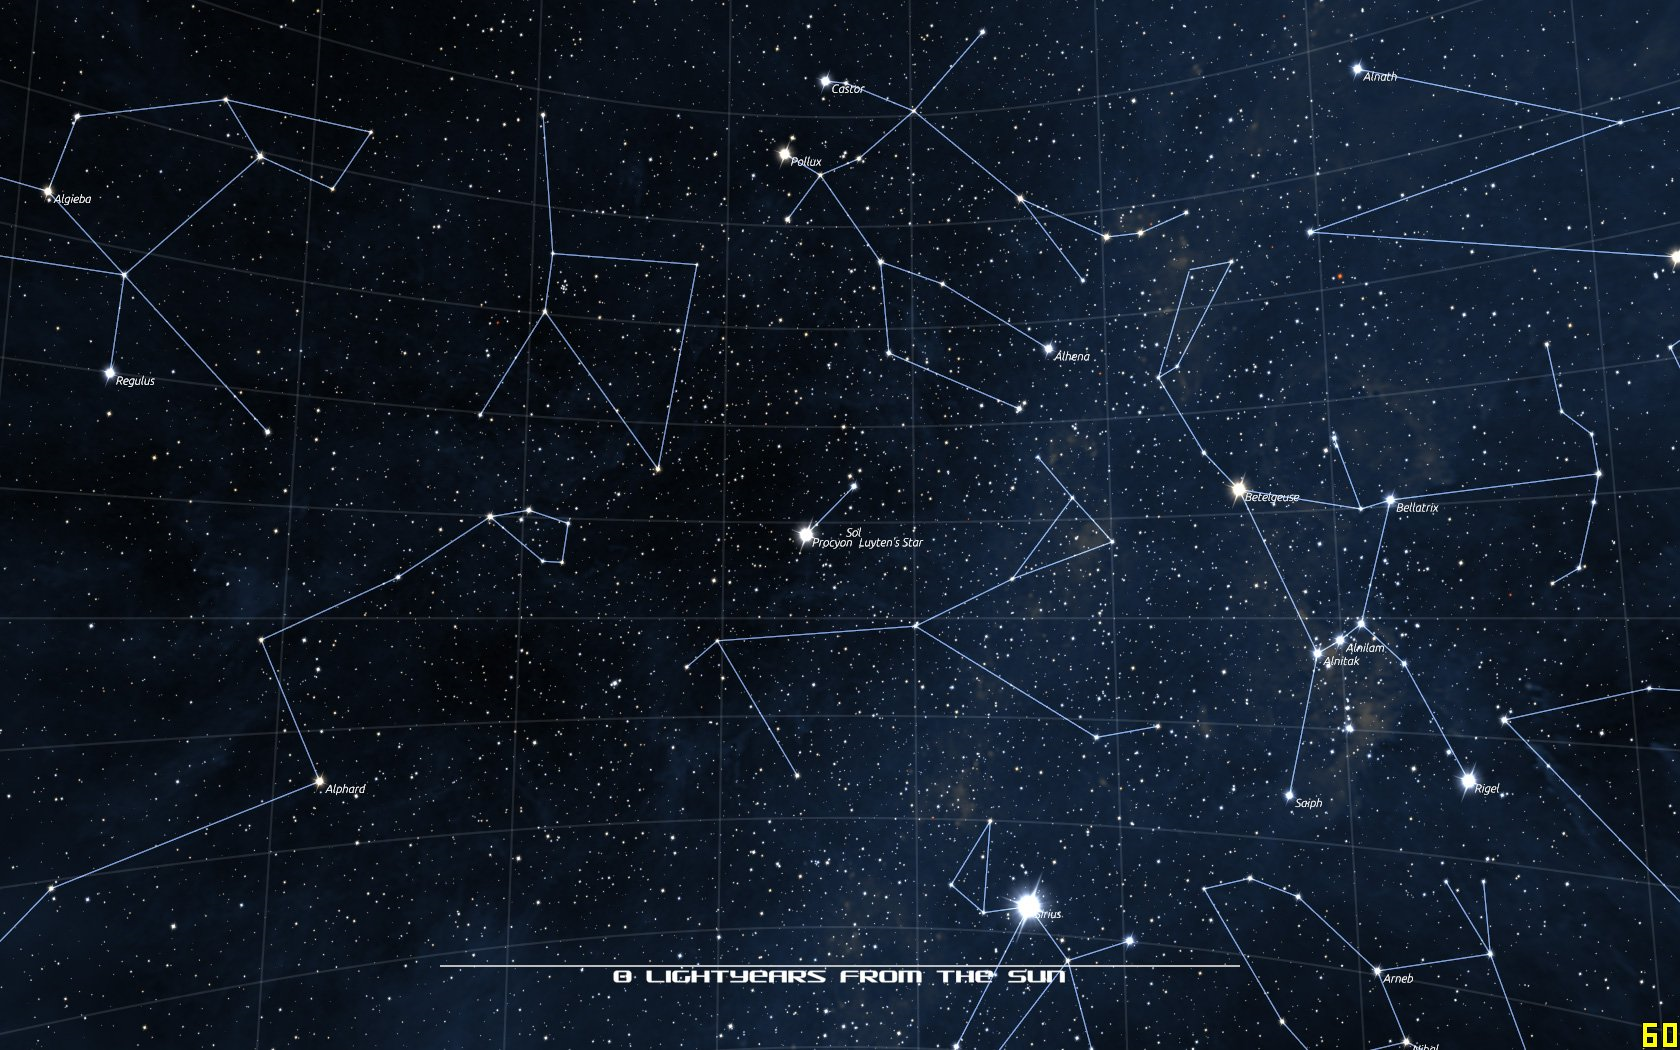 Alnath
Castor
Pollux
Algieba
Alhena
Regulus
Betelgeuse
Bellatrix
Sol
Procyon Luyten's Star
Alnilam
Alnitak
Alphard
Rigel
Saiph
Sirius
0 LIGHTYEARS FROM THE SUN
Arneb
60